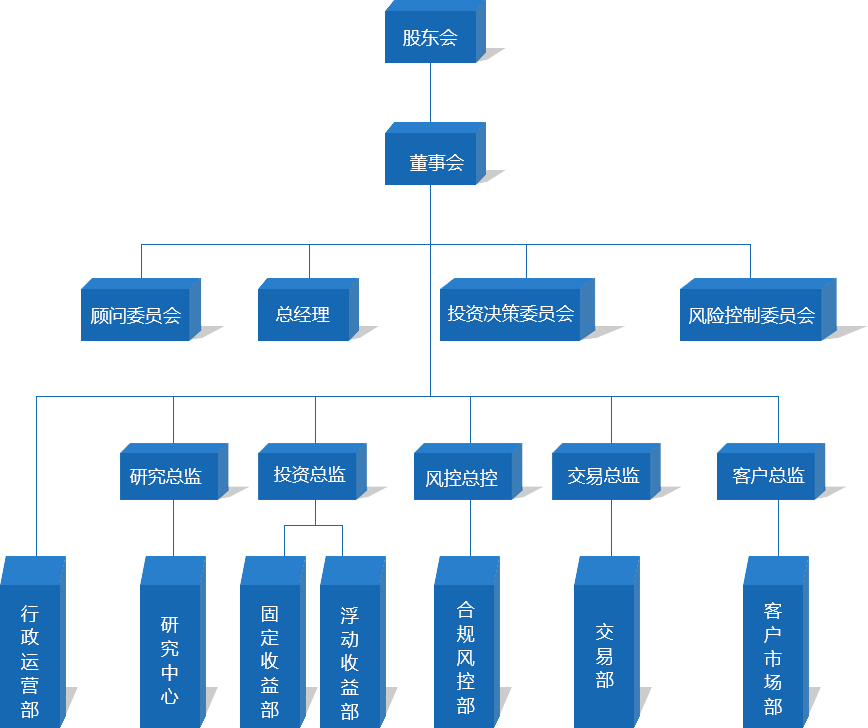 股东会
董事会
顾问委员会
总经理
投资决策委员会
风险控制委员会
研究总监
投资总监
风控总控
交易总监
客户总监
行政运营部
研究中心
固定收益部
浮动收益部
合规风控部
交易部
客户市场部